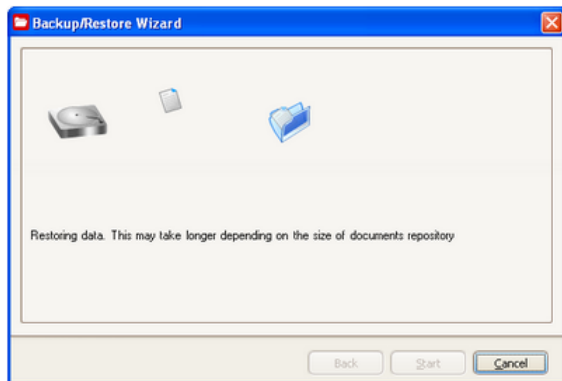 Backup/Restore Wizard
Restoring data. This may take longer depending on the size of documents repository
Back Start Cancel